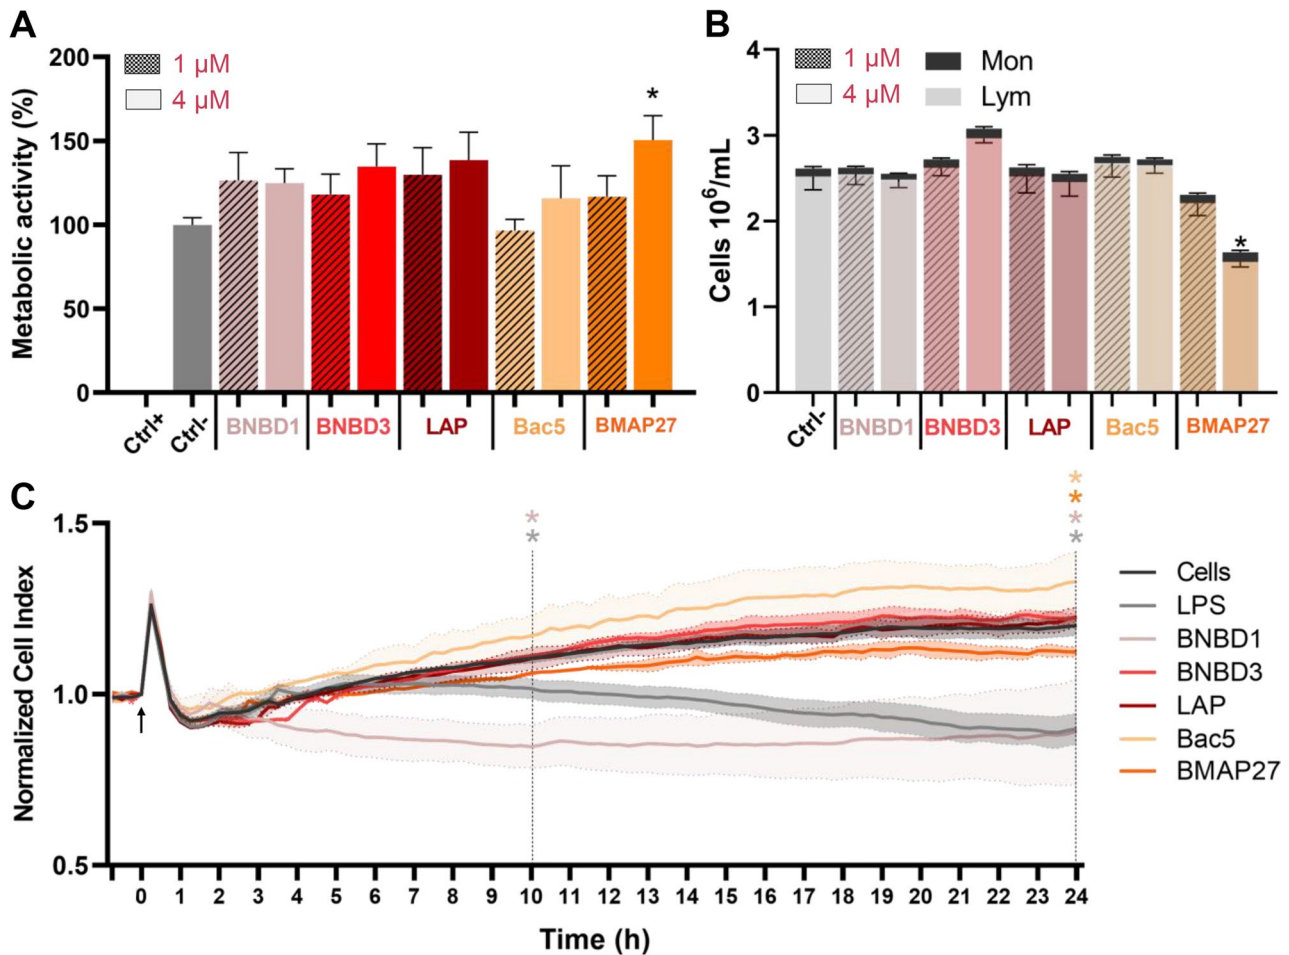 A
Metabolic activity (%)
200
150
100
50
0
1 µM
4 µM
*
Ctrl+
Ctrl-
BNBD1
BNBD3
LAP
Bac5
BMAP27
B
Cells 10⁶/mL
4
3
2
1
0
1 µM
4 µM
Mon
Lym
*
Ctrl-
BNBD1
BNBD3
LAP
Bac5
BMAP27
C
Normalized Cell Index
1.5
1.0
0.5
*
*
*
*
*
*
0 1 2 3 4 5 6 7 8 9 10 11 12 13 14 15 16 17 18 19 20 21 22 23 24
Time (h)
Cells
LPS
BNBD1
BNBD3
LAP
Bac5
BMAP27